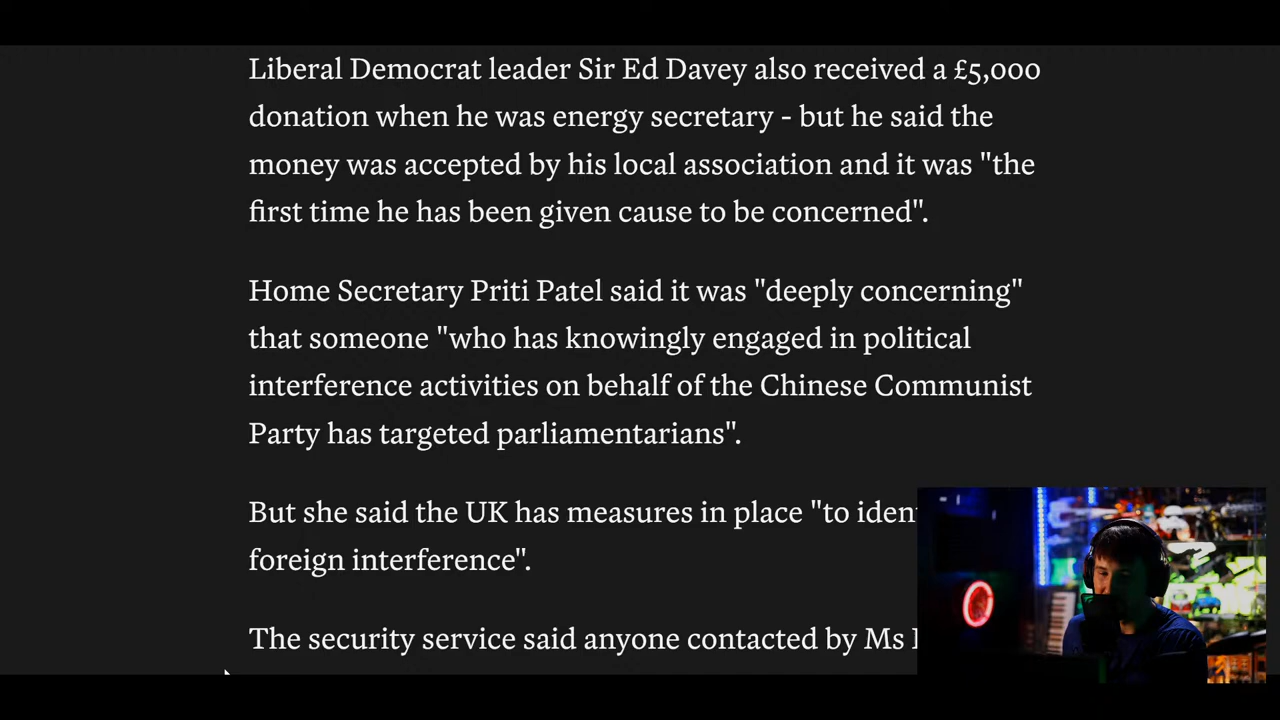 Liberal Democrat leader Sir Ed Davey also received a £5,000
donation when he was energy secretary - but he said the
money was accepted by his local association and it was "the
first time he has been given cause to be concerned".
Home Secretary Priti Patel said it was "deeply concerning"
that someone "who has knowingly engaged in political
interference activities on behalf of the Chinese Communist
Party has targeted parliamentarians".
But she said the UK has measures in place "to
foreign interference".
The security service said anyone contacted by Ms